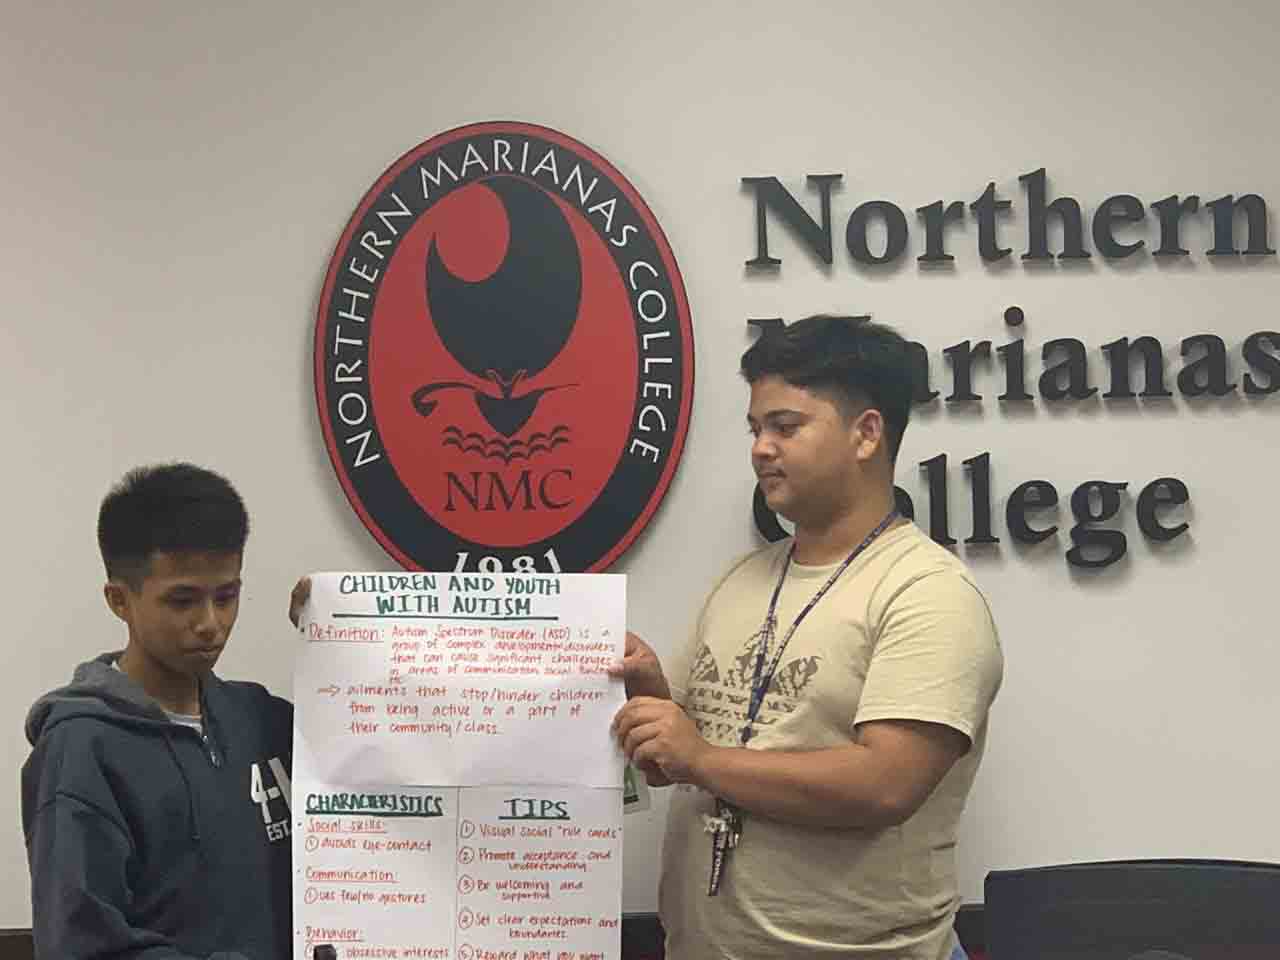 NORTHERN MARIANAS COLLEGE
NMC
1981
Northern
Marianas
College
CHILDREN AND YOUTH
WITH AUTISM
• Definition: Autism Spectrum Disorder (ASD) is a
group of complex developmental disorders
that can cause significant challenges
in areas of communication, social function
etc.
⇒ ailments that stop/hinder children
from being active or a part of
their community/class.
CHARACTERISTICS
• Social skills:
① avoids eye-contact
• Communication:
① uses few/no gestures
• Behavior:
obsessive interests
TIPS
① Visual social "rule cards"
② Promote acceptance and
understanding.
③ Be welcoming and
supportive
④ Set clear expectations and
boundaries.
⑤ Reward what you want
4-H
EST.